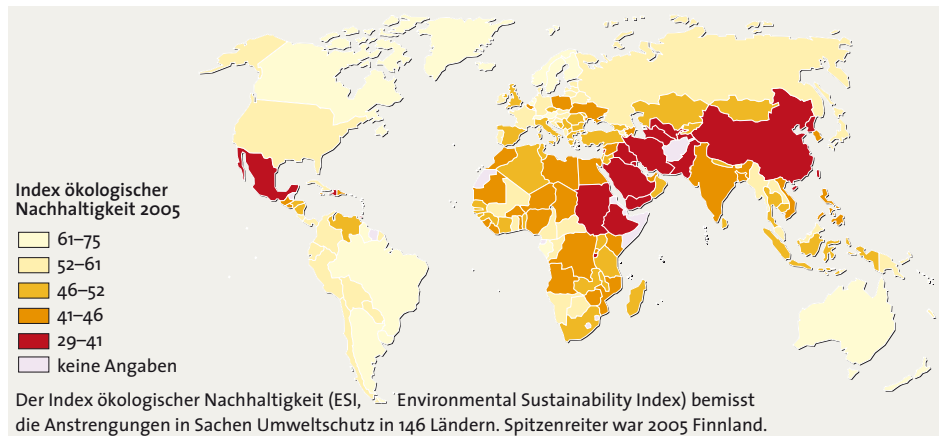 Index ökologischer
Nachhaltigkeit 2005
61–75
52–61
46–52
41–46
29–41
keine Angaben
Der Index ökologischer Nachhaltigkeit (ESI, Environmental Sustainability Index) bemisst
die Anstrengungen in Sachen Umweltschutz in 146 Ländern. Spitzenreiter war 2005 Finnland.